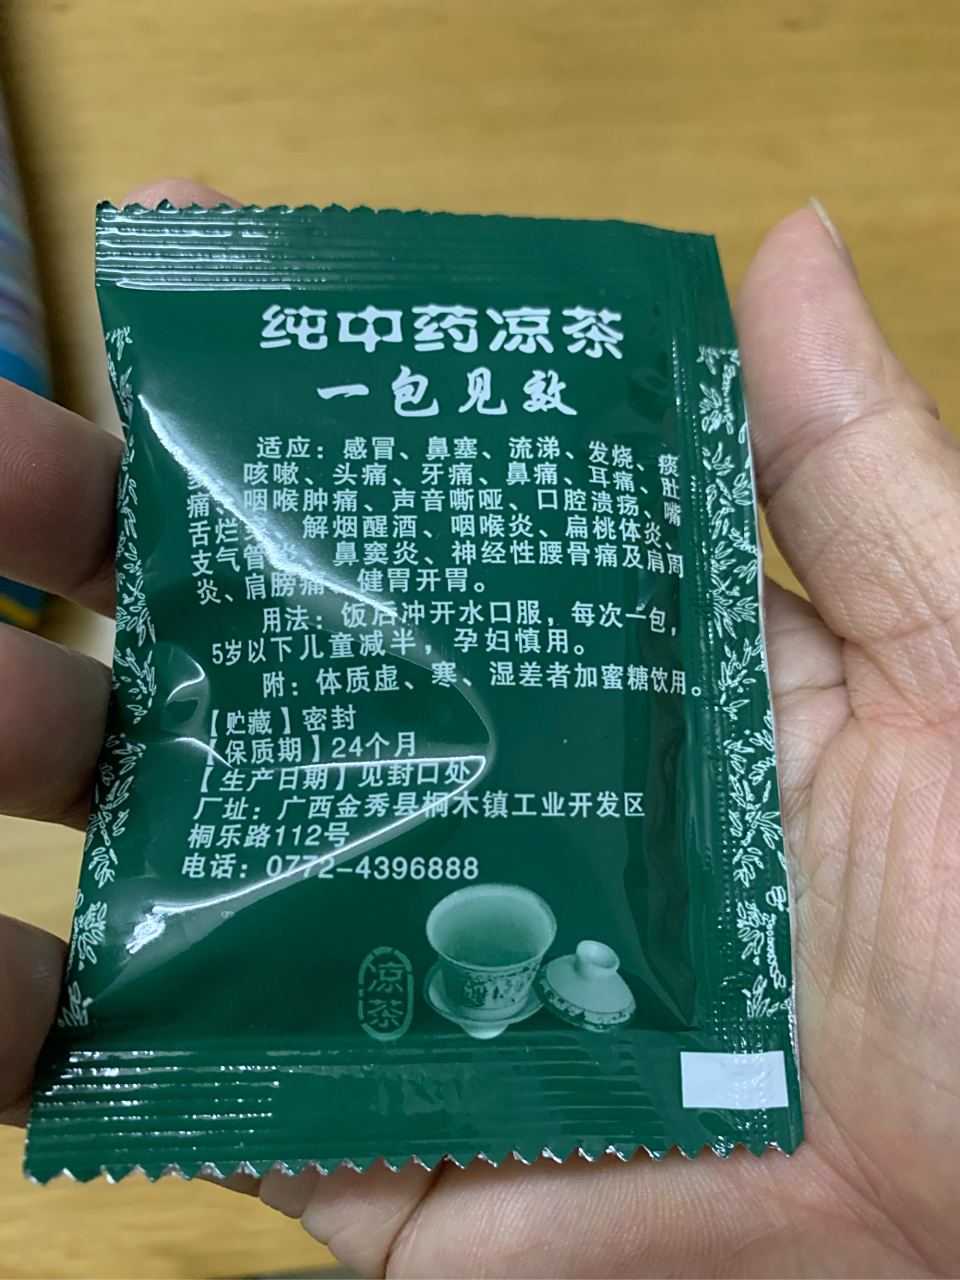 纯中药凉茶
一包见效
适应：感冒、鼻塞、流涕、发烧、痰
咳嗽、头痛、牙痛、鼻痛、耳痛、肚
痛、咽喉肿痛、声音嘶哑、口腔溃疡、嘴
舌烂 解烟醒酒、咽喉炎、扁桃体炎、
支气管炎、鼻窦炎、神经性腰骨痛及肩周
炎、肩膀痛、健胃开胃。
用法：饭后冲开水口服，每次一包，
5岁以下儿童减半，孕妇慎用。
附：体质虚、寒、湿差者加蜜糖饮用。
【贮藏】密封
【保质期】24个月
【生产日期】见封口处
厂址：广西金秀县桐木镇工业开发区
桐乐路112号
电话：0772-4396888
凉茶